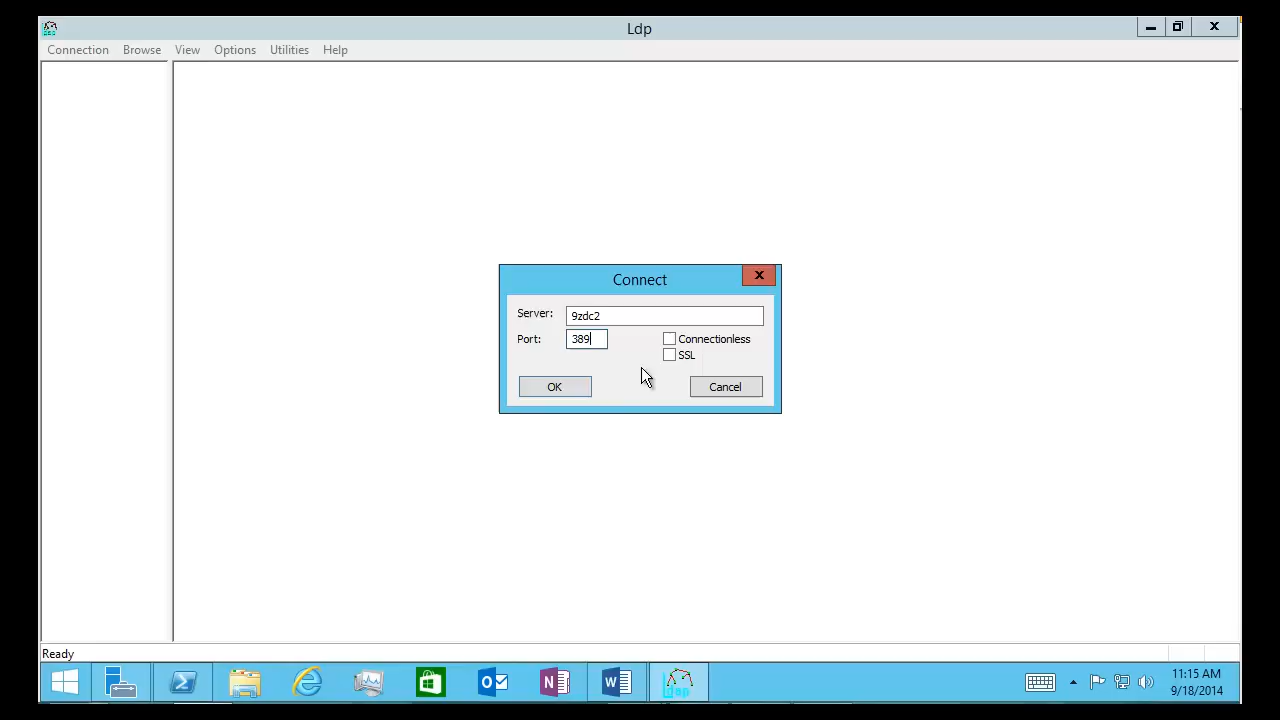 Ldp
Connection Browse View Options Utilities Help
Connect
x
Server: 9zdc2
Port: 389 Connectionless
SSL
OK Cancel
Ready
Ldap
11:15 AM
9/18/2014